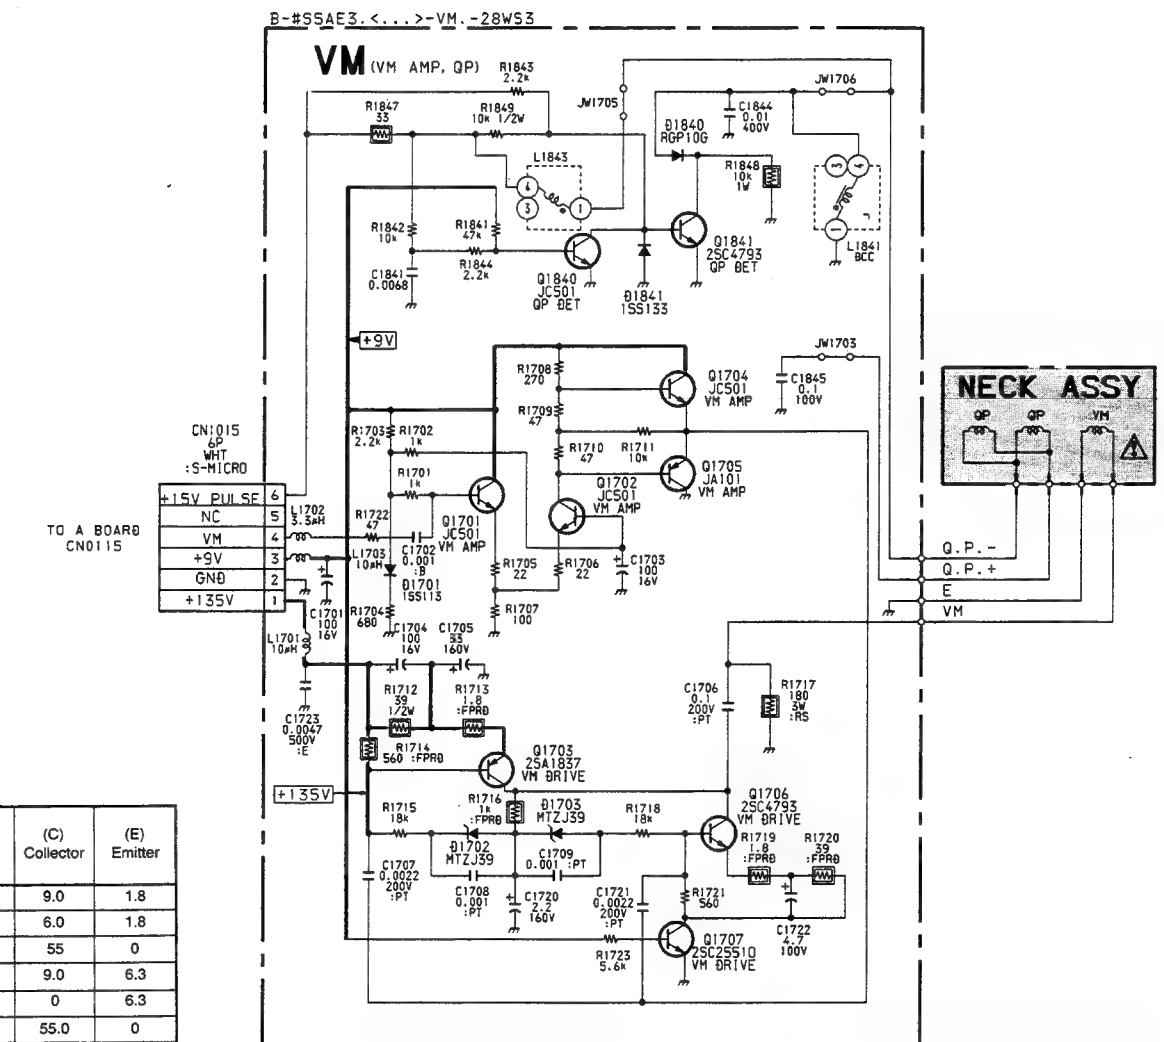 B-#SSAE3.<...>-VM.-28WS3
VM (VM AMP, QP)
R1843
2.2k
R1847
33
R1849
10k 1/2W
JW1705
JW1706
C1844
0.01
400V
D1840
RGP10G
R1848
10k
1W
L1843
4
3
1
3
4
1
L1841
BCC
R1842
10k
R1841
47k
R1844
2.2k
C1841
0.0068
Q1840
JC501
QP DET
D1841
1SS133
Q1841
2SC4793
QP DET
+9V
JW1703
C1845
0.1
100V
R1708
270
R1709
47
Q1704
JC501
VM AMP
R1710
47
R1711
10k
Q1705
JA101
VM AMP
Q1702
JC501
VM AMP
R1703
2.2k
R1702
1k
R1701
1k
Q1701
JC501
VM AMP
R1722
47
C1702
0.001
:B
L1702
3.3µH
L1703
10µH
D1701
1SS113
R1704
680
R1705
22
R1706
22
R1707
100
C1703
100
16V
CN1015
6P
WHT
:S-MICRO
TO A BOARD
CN0115
+15V PULSE 6
NC 5
VM 4
+9V 3
GND 2
+135V 1
C1701
100
16V
L1701
10µH
C1723
0.0047
500V
:E
C1704
100
16V
C1705
33
160V
R1712
39
1/2W
R1713
1.8
:FPRD
R1714
560 :FPRD
Q1703
2SA1837
VM DRIVE
+135V
R1715
18k
R1716
1k
:FPRD
D1702
MTZJ39
D1703
MTZJ39
R1718
18k
C1706
0.1
200V
:PT
R1717
180
3W
:RS
Q1706
2SC4793
VM DRIVE
R1719
1.8
:FPRD
R1720
39
:FPRD
C1707
0.0022
200V
:PT
C1708
0.001
:PT
C1709
0.001 :PT
C1720
2.2
160V
C1721
0.0022
200V
:PT
R1721
560
C1722
4.7
100V
R1723
5.6k
Q1707
2SC2551O
VM DRIVE
NECK ASSY
QP QP VM
Q.P.-
Q.P.+
E
VM
(C)
Collector
(E)
Emitter
9.0 1.8
6.0 1.8
55 0
9.0 6.3
0 6.3
55.0 0